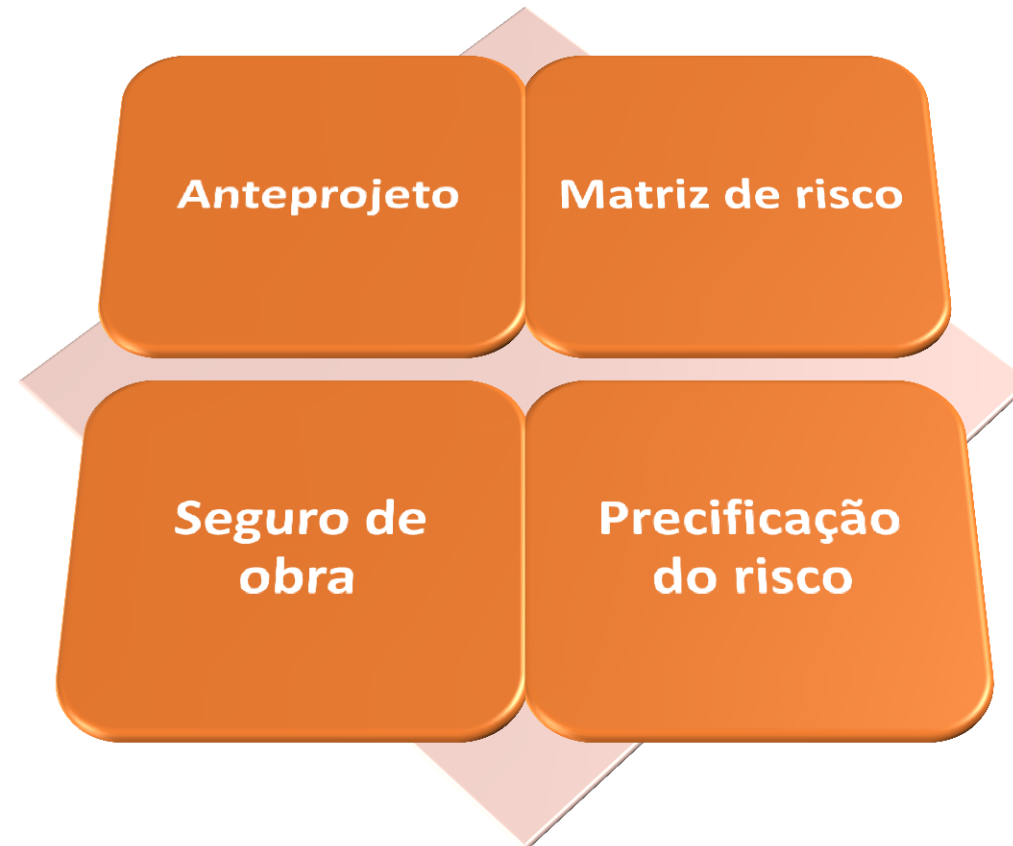 Anteprojeto
Matriz de risco
Seguro de
obra
Precificação
do risco